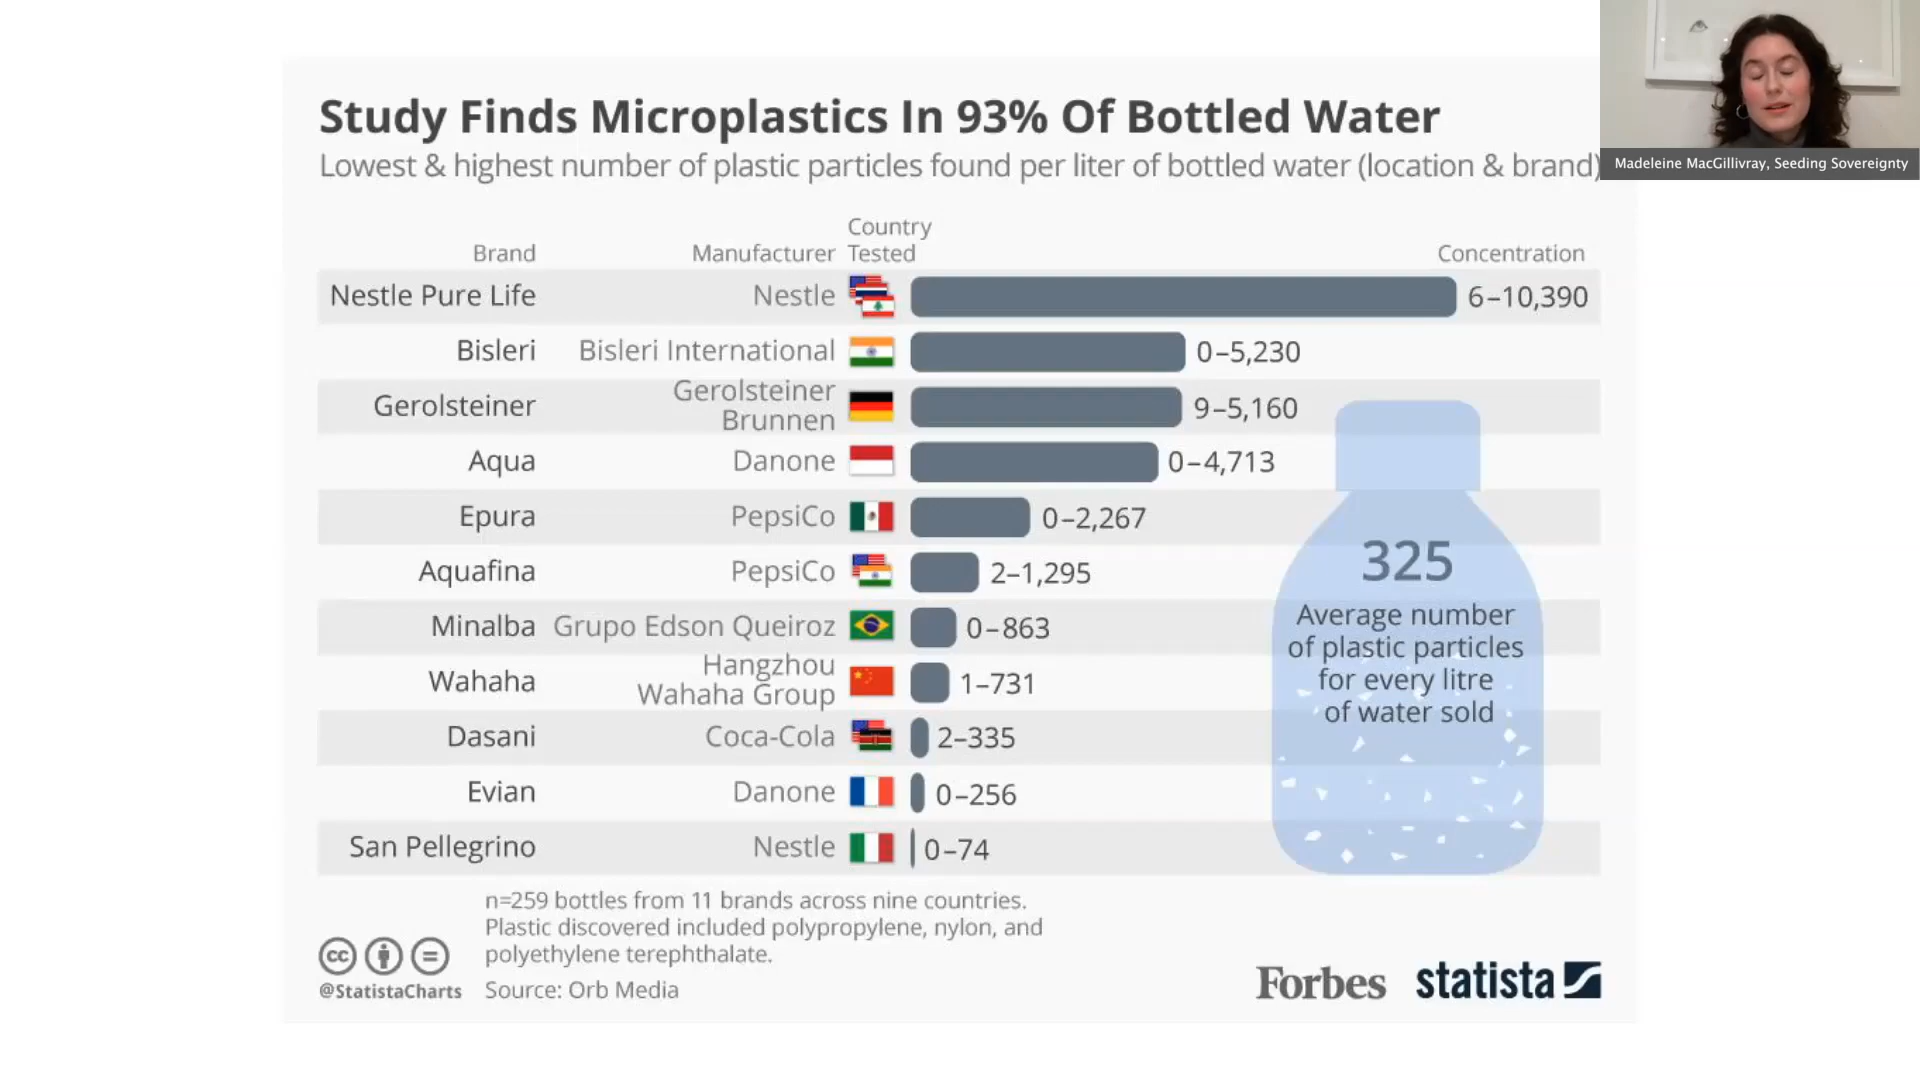 Study Finds Microplastics In 93% Of Bottled Water
Lowest & highest number of plastic particles found per liter of bottled water (location & brand)
Madeleine MacGillivray, Seeding Sovereignty
Brand Manufacturer Country Tested Concentration
Nestle Pure Life Nestle 6–10,390
Bisleri Bisleri International 0–5,230
Gerolsteiner Gerolsteiner Brunnen 9–5,160
Aqua Danone 0–4,713
Epura PepsiCo 0–2,267
Aquafina PepsiCo 2–1,295
Minalba Grupo Edson Queiroz 0–863
Wahaha Hangzhou Wahaha Group 1–731
Dasani Coca-Cola 2–335
Evian Danone 0–256
San Pellegrino Nestle 0–74
325
Average number
of plastic particles
for every litre
of water sold
n=259 bottles from 11 brands across nine countries.
Plastic discovered included polypropylene, nylon, and
polyethylene terephthalate.
cc
@StatistaCharts Source: Orb Media
Forbes statista